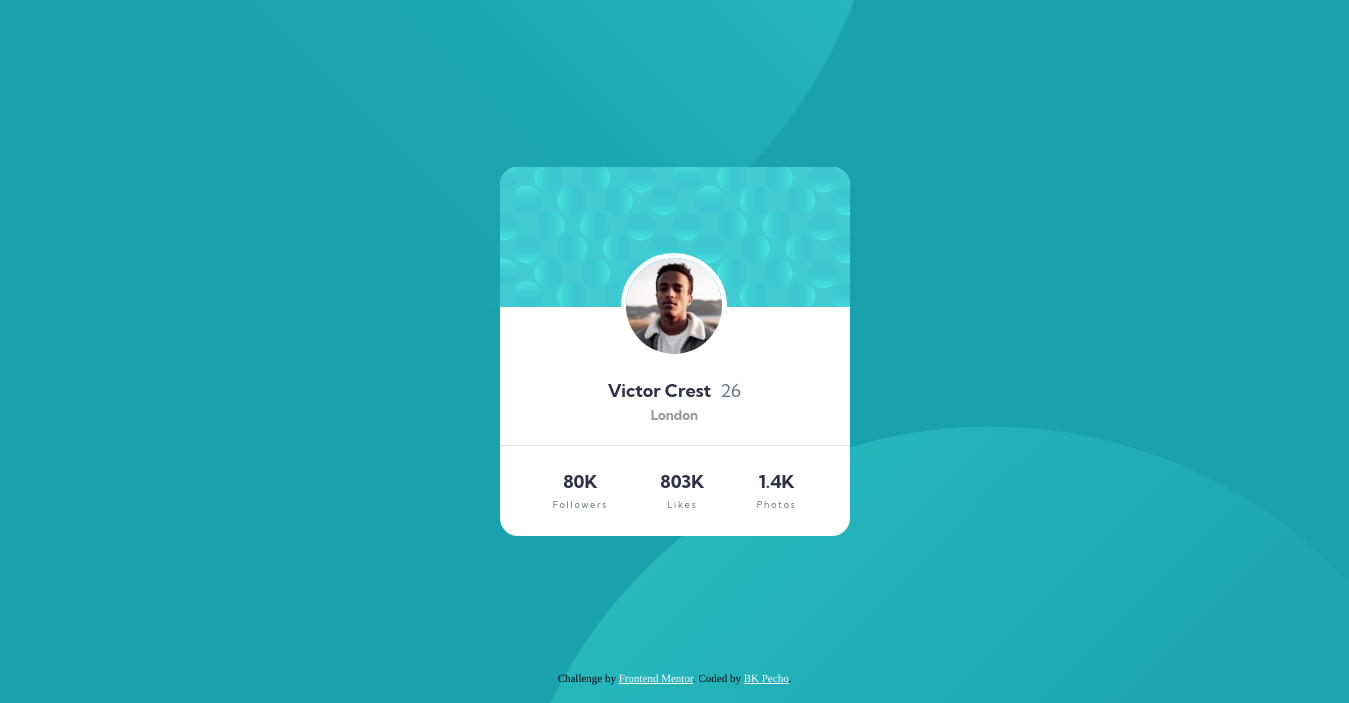 Victor Crest 26
London
80K 803K 1.4K
Followers Likes Photos
Challenge by Frontend Mentor. Coded by BK Pecho.